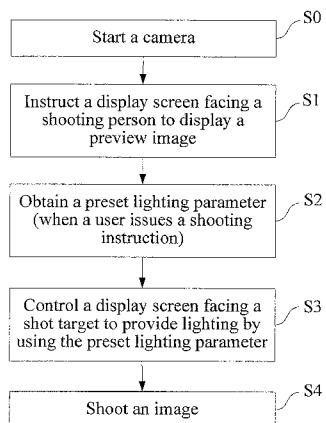 S0
Start a camera
S1
Instruct a display screen facing a
shooting person to display a
preview image
S2
Obtain a preset lighting parameter
(when a user issues a shooting
instruction)
S3
Control a display screen facing a
shot target to provide lighting by
using the preset lighting parameter
S4
Shoot an image